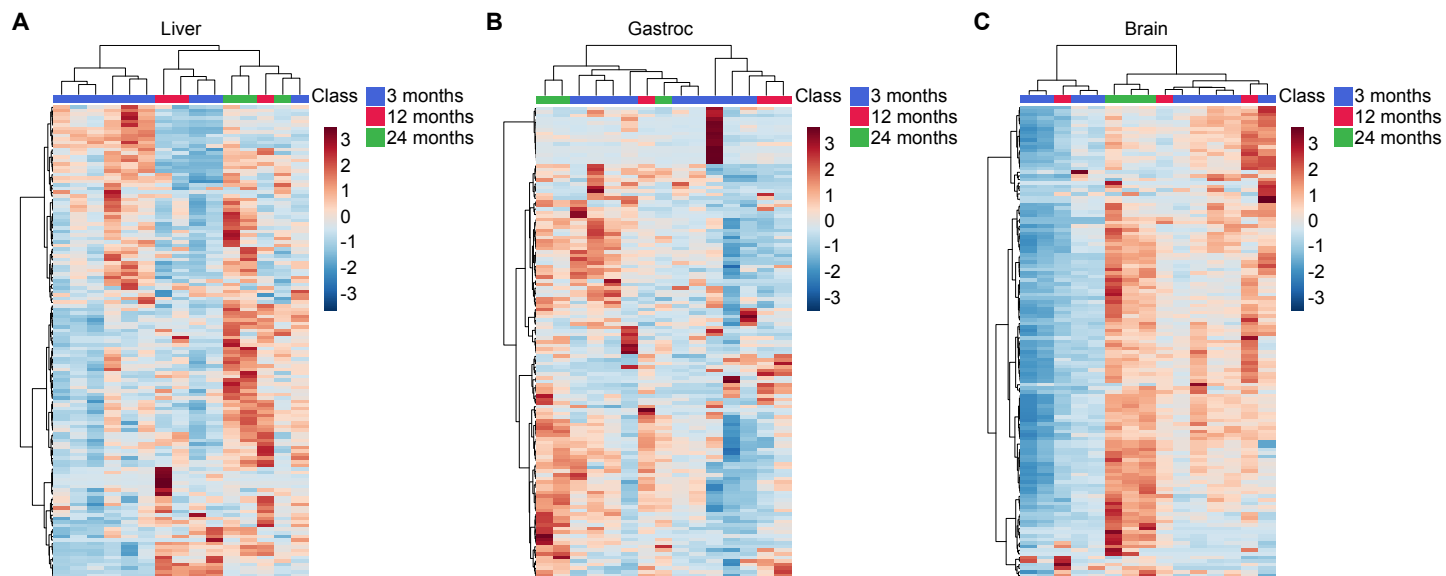 A
Liver
Class
3 months
12 months
24 months
3
2
1
0
-1
-2
-3
B
Gastroc
Class
3 months
12 months
24 months
3
2
1
0
-1
-2
-3
C
Brain
Class
3 months
12 months
24 months
3
2
1
0
-1
-2
-3